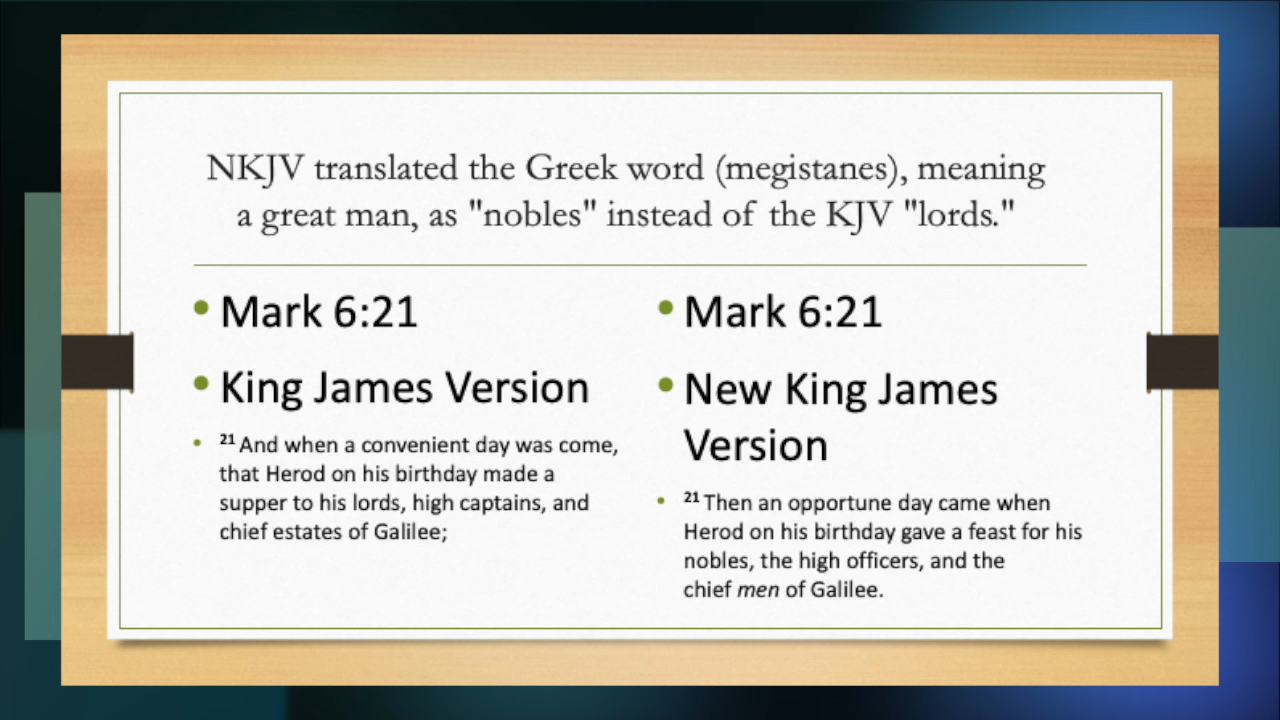 NKJV translated the Greek word (megistanes), meaning
a great man, as "nobles" instead of the KJV "lords."
• Mark 6:21
• King James Version
• 21 And when a convenient day was come,
that Herod on his birthday made a
supper to his lords, high captains, and
chief estates of Galilee;
• Mark 6:21
• New King James
Version
• 21 Then an opportune day came when
Herod on his birthday gave a feast for his
nobles, the high officers, and the
chief men of Galilee.